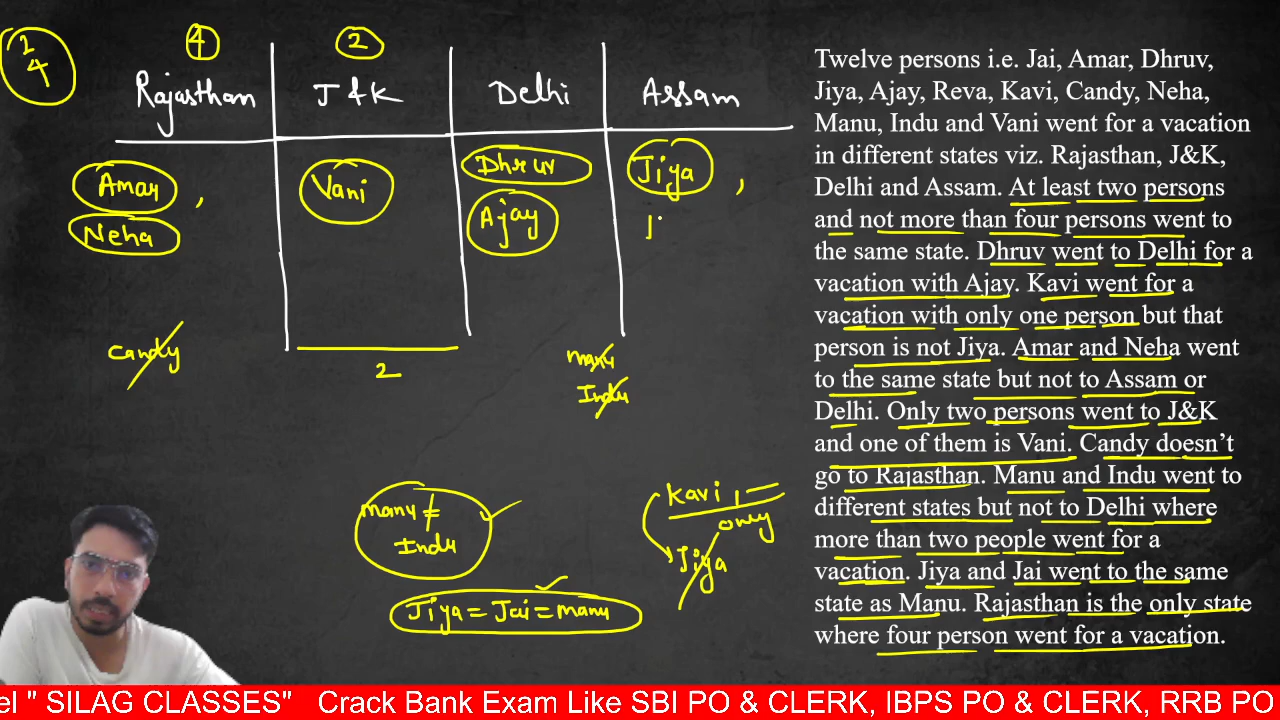 2
4
4
2
Rajasthan
J&K
Delhi
Assam
Amar ,
Vani
Dhruv
Jiya ,
Neha
Ajay
Candy
2
Manu
Indu
Manu ≠
Indu
Kavi ,
only
Jiya
Jiya = Jai = Manu
Twelve persons i.e. Jai, Amar, Dhruv,
Jiya, Ajay, Reva, Kavi, Candy, Neha,
Manu, Indu and Vani went for a vacation
in different states viz. Rajasthan, J&K,
Delhi and Assam. At least two persons
and not more than four persons went to
the same state. Dhruv went to Delhi for a
vacation with Ajay. Kavi went for a
vacation with only one person but that
person is not Jiya. Amar and Neha went
to the same state but not to Assam or
Delhi. Only two persons went to J&K
and one of them is Vani. Candy doesn’t
go to Rajasthan. Manu and Indu went to
different states but not to Delhi where
more than two people went for a
vacation. Jiya and Jai went to the same
state as Manu. Rajasthan is the only state
where four person went for a vacation.
el " SILAG CLASSES" Crack Bank Exam Like SBI PO & CLERK, IBPS PO & CLERK, RRB PO